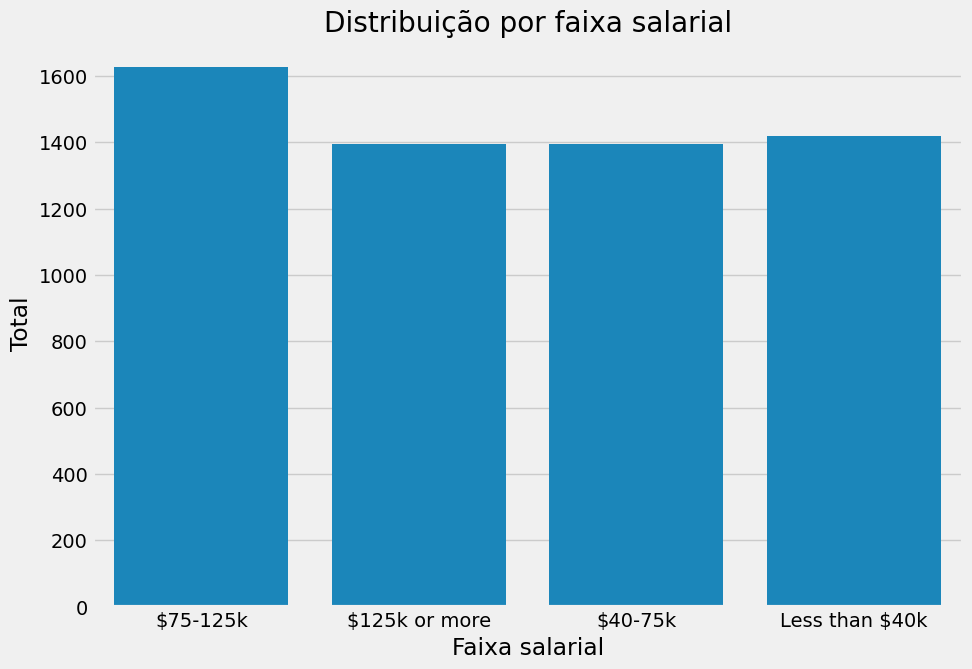 Distribuição por faixa salarial
Total
1600
1400
1200
1000
800
600
400
200
0
$75-125k
$125k or more
$40-75k
Less than $40k
Faixa salarial